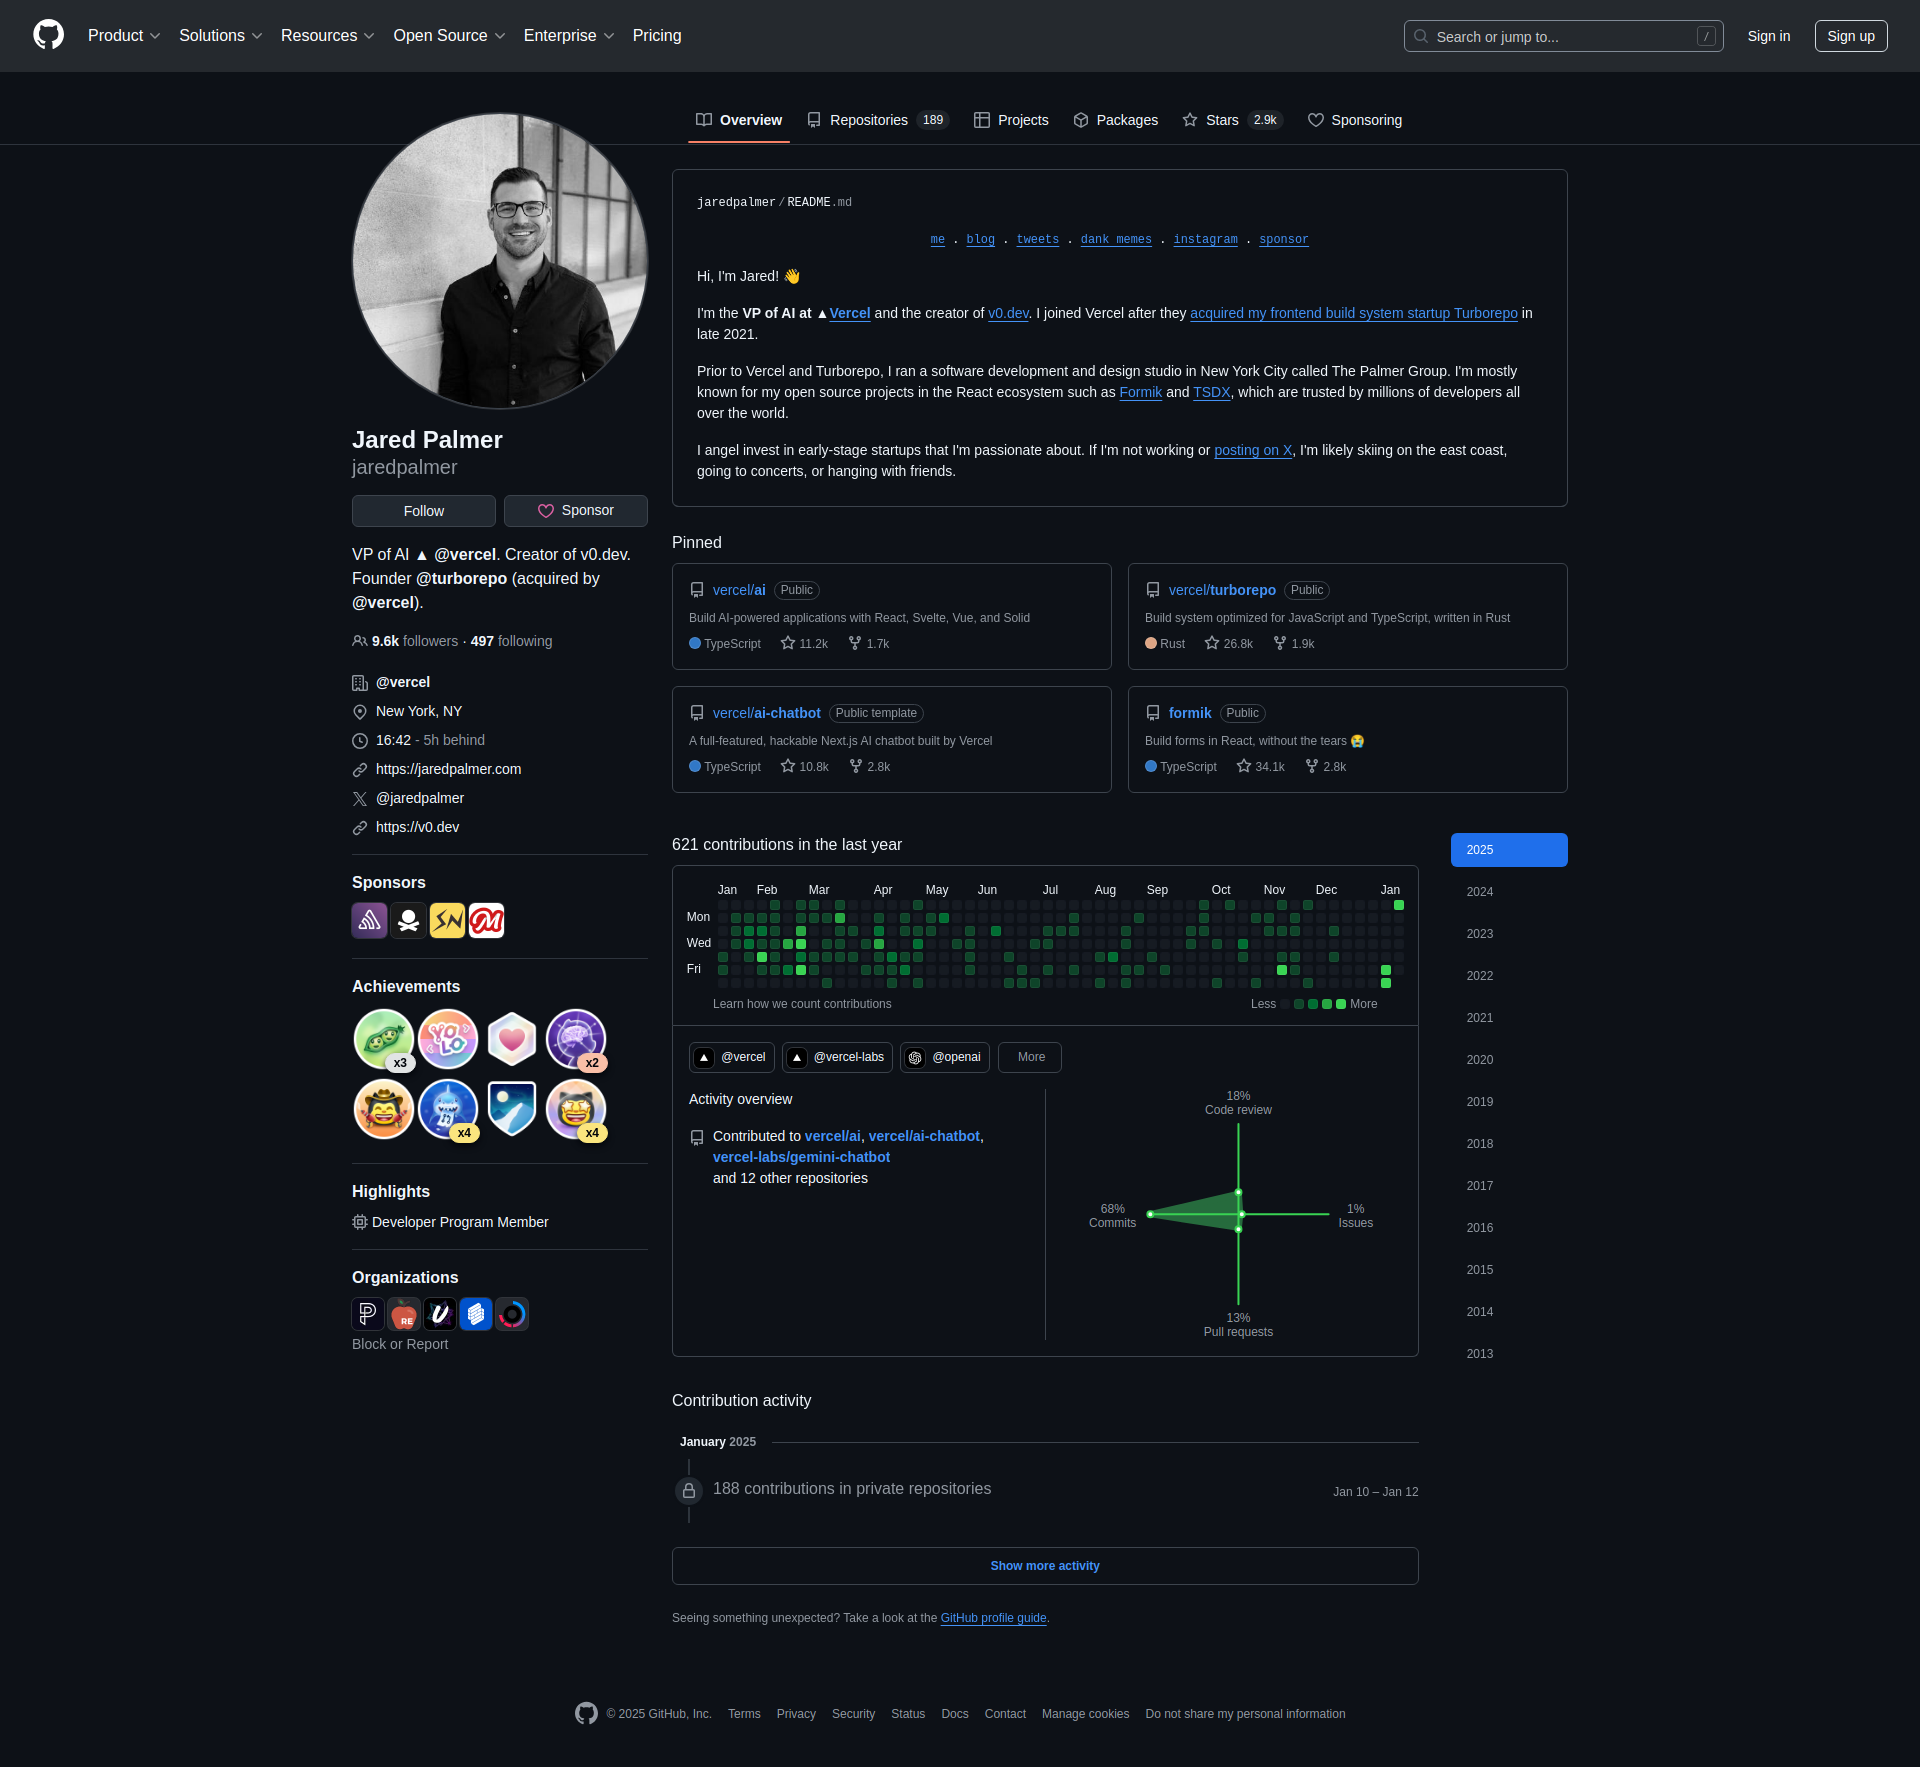 Product Solutions Resources Open Source Enterprise Pricing
Search or jump to... /
Sign in
Sign up
Overview Repositories 189 Projects Packages Stars 2.9k Sponsoring
Jared Palmer
jaredpalmer
Follow
Sponsor
VP of AI ▲ @vercel. Creator of v0.dev.
Founder @turborepo (acquired by
@vercel).
9.6k followers · 497 following
@vercel
New York, NY
16:42 - 5h behind
https://jaredpalmer.com
@jaredpalmer
https://v0.dev
Sponsors
Achievements
x3
YOLO
x2
x4
x4
Highlights
Developer Program Member
Organizations
RE
Block or Report
jaredpalmer/README.md
me . blog . tweets . dank memes . instagram . sponsor
Hi, I'm Jared! 👋
I'm the VP of AI at ▲Vercel and the creator of v0.dev. I joined Vercel after they acquired my frontend build system startup Turborepo in
late 2021.
Prior to Vercel and Turborepo, I ran a software development and design studio in New York City called The Palmer Group. I'm mostly
known for my open source projects in the React ecosystem such as Formik and TSDX, which are trusted by millions of developers all
over the world.
I angel invest in early-stage startups that I'm passionate about. If I'm not working or posting on X, I'm likely skiing on the east coast,
going to concerts, or hanging with friends.
Pinned
vercel/ai Public
Build AI-powered applications with React, Svelte, Vue, and Solid
TypeScript 11.2k 1.7k
vercel/turborepo Public
Build system optimized for JavaScript and TypeScript, written in Rust
Rust 26.8k 1.9k
vercel/ai-chatbot Public template
A full-featured, hackable Next.js AI chatbot built by Vercel
TypeScript 10.8k 2.8k
formik Public
Build forms in React, without the tears 😭
TypeScript 34.1k 2.8k
621 contributions in the last year
Jan Feb Mar Apr May Jun Jul Aug Sep Oct Nov Dec Jan
Mon
Wed
Fri
Learn how we count contributions
Less More
@vercel @vercel-labs @openai More
Activity overview
Contributed to vercel/ai, vercel/ai-chatbot,
vercel-labs/gemini-chatbot
and 12 other repositories
18%
Code review
68%
Commits
1%
Issues
13%
Pull requests
2025
2024
2023
2022
2021
2020
2019
2018
2017
2016
2015
2014
2013
Contribution activity
January 2025
188 contributions in private repositories
Jan 10 – Jan 12
Show more activity
Seeing something unexpected? Take a look at the GitHub profile guide.
© 2025 GitHub, Inc. Terms Privacy Security Status Docs Contact Manage cookies Do not share my personal information